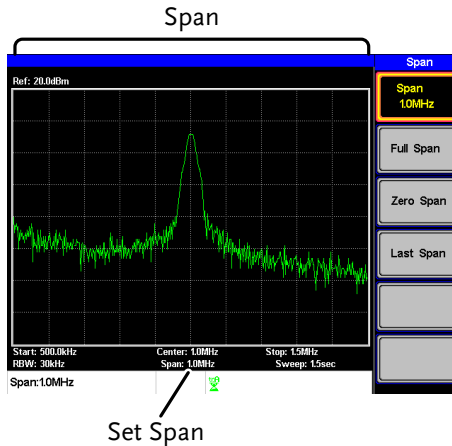 Span
Span
Ref: 20.0dBm
Span
1.0MHz
Full Span
Zero Span
Last Span
Start: 500.0kHz Center: 1.0MHz Stop: 1.5MHz
RBW: 30kHz Span: 1.0MHz Sweep: 1.5sec
Span:1.0MHz
Set Span